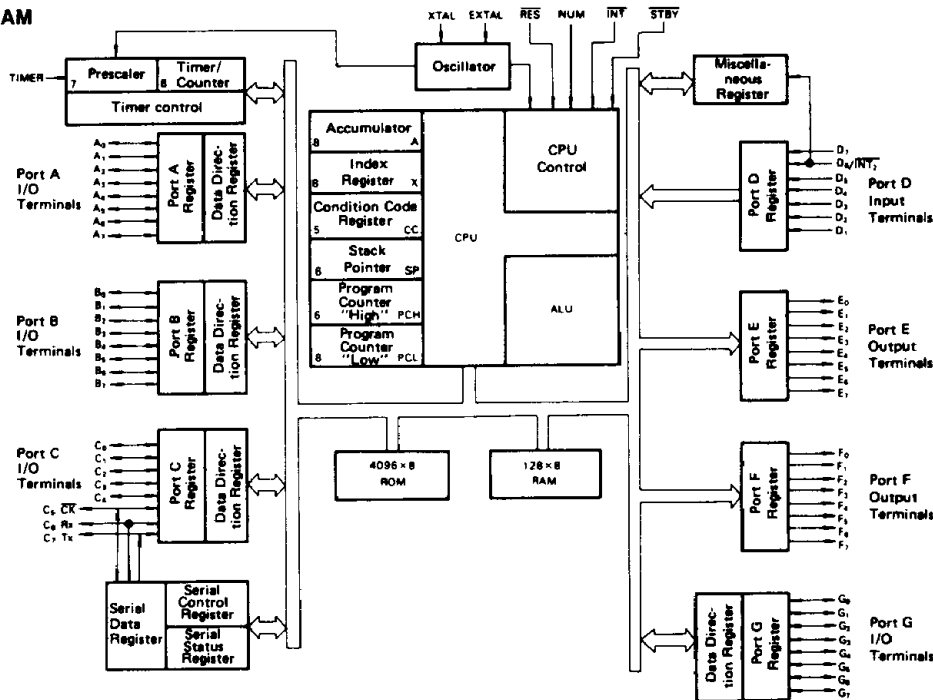 AM
XTAL EXTAL RES NUM INT STBY
TIMER
Prescaler
7
Timer/
Counter
8
Timer control
Oscillator
Miscella-
neous
Register
Port A
I/O
Terminals
A₀
A₁
A₂
A₃
A₄
A₅
A₆
A₇
Port A
Register
Data Direc-
tion Register
Accumulator
8 A
Index
Register
8 X
Condition Code
Register
5 CC
Stack
Pointer
6 SP
Program
Counter
"High"
6 PCH
Program
Counter
"Low"
8 PCL
CPU
CPU
Control
ALU
Port D
Register
D₇
D₆/INT₂
D₅
D₄
D₃
D₂
D₁
Port D
Input
Terminals
Port B
I/O
Terminals
B₀
B₁
B₂
B₃
B₄
B₅
B₆
B₇
Port B
Register
Data Direc-
tion Register
Port E
Register
E₀
E₁
E₂
E₃
E₄
E₅
E₆
E₇
Port E
Output
Terminals
Port C
I/O
Terminals
C₀
C₁
C₂
C₃
C₄
C₅ CK
C₆ Rx
C₇ Tx
Port C
Register
Data Direc-
tion Register
4096×8
ROM
128×8
RAM
Port F
Register
F₀
F₁
F₂
F₃
F₄
F₅
F₆
F₇
Port F
Output
Terminals
Serial
Data
Register
Serial
Control
Register
Serial
Status
Register
Data Direc-
tion Register
Port G
Register
G₀
G₁
G₂
G₃
G₄
G₅
G₆
G₇
Port G
I/O
Terminals